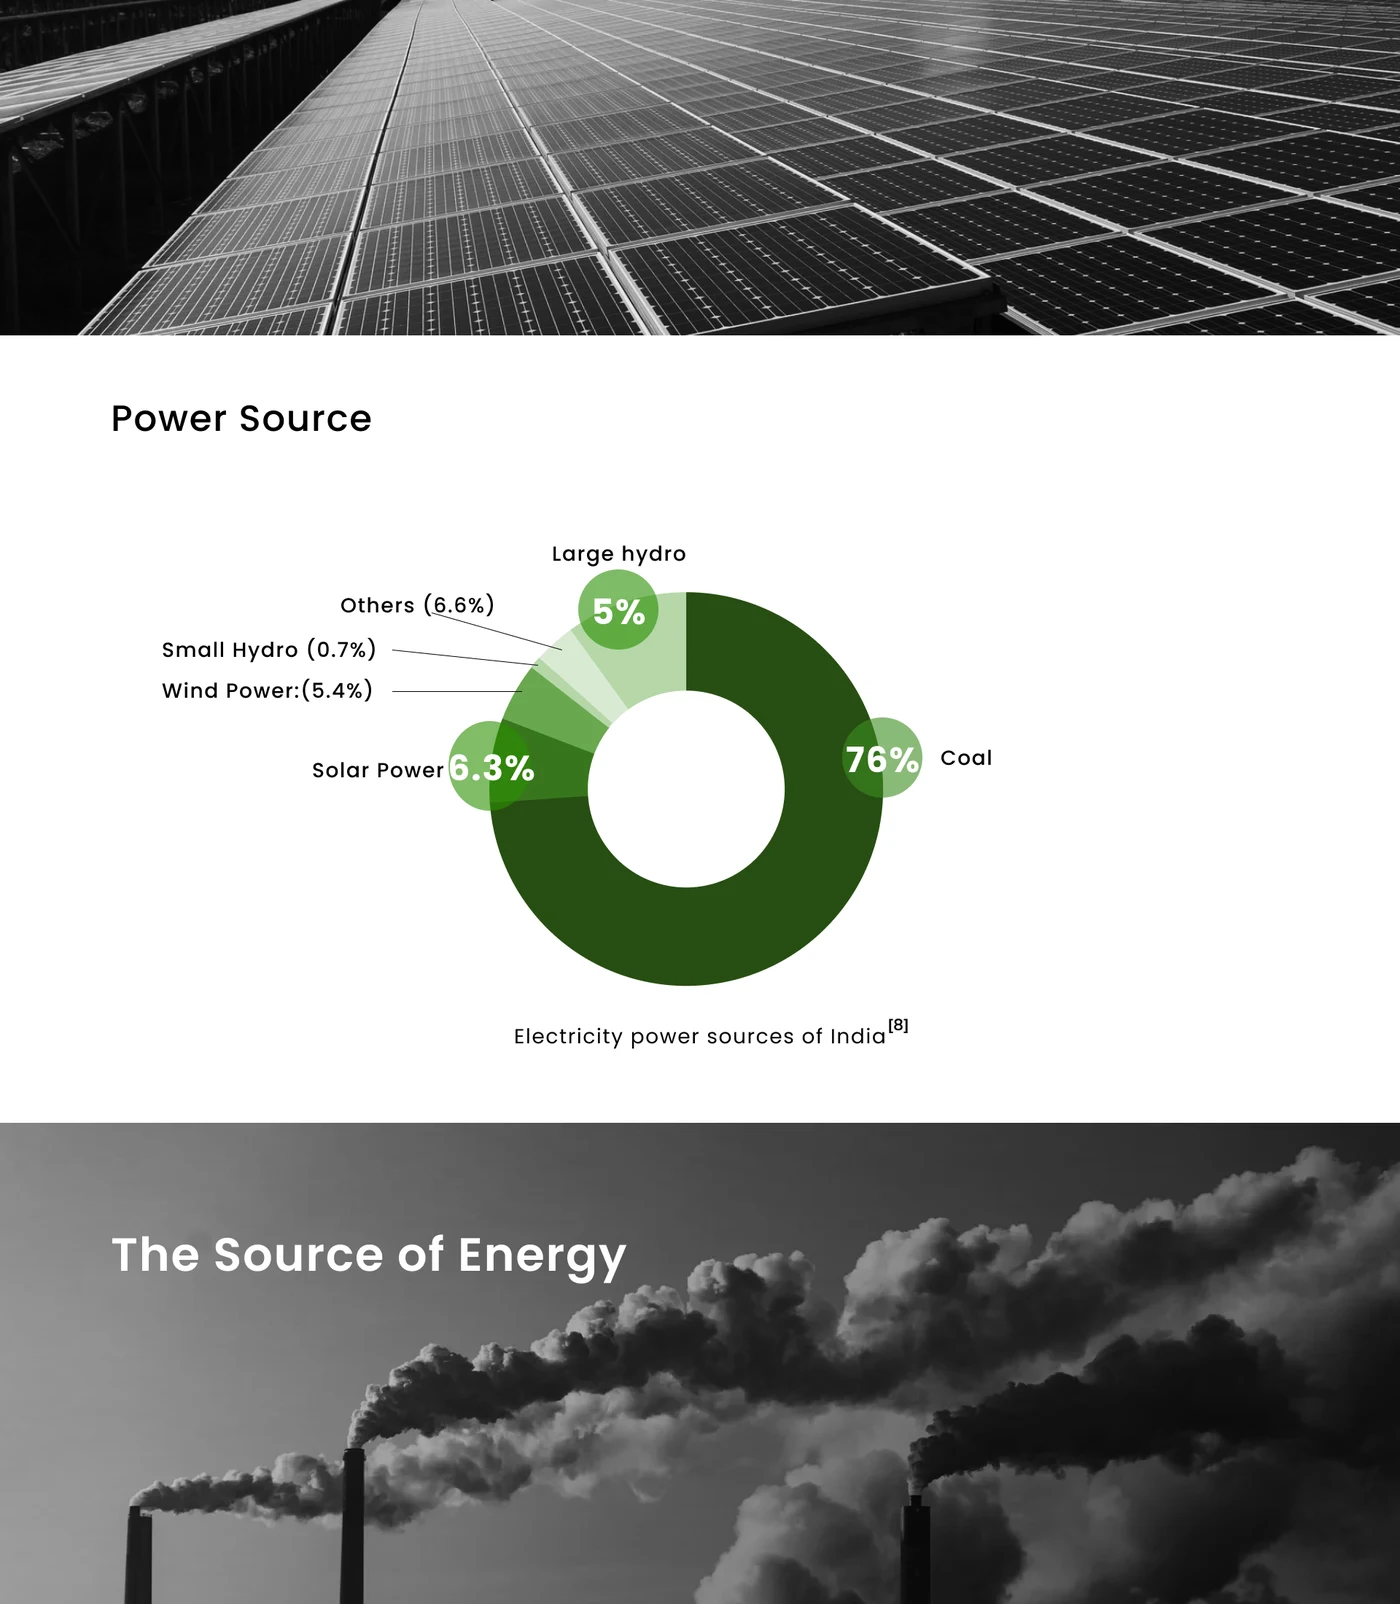 Power Source
Large hydro
5%
Others (6.6%)
Small Hydro (0.7%)
Wind Power:(5.4%)
Solar Power 6.3%
76% Coal
Electricity power sources of India[8]
The Source of Energy